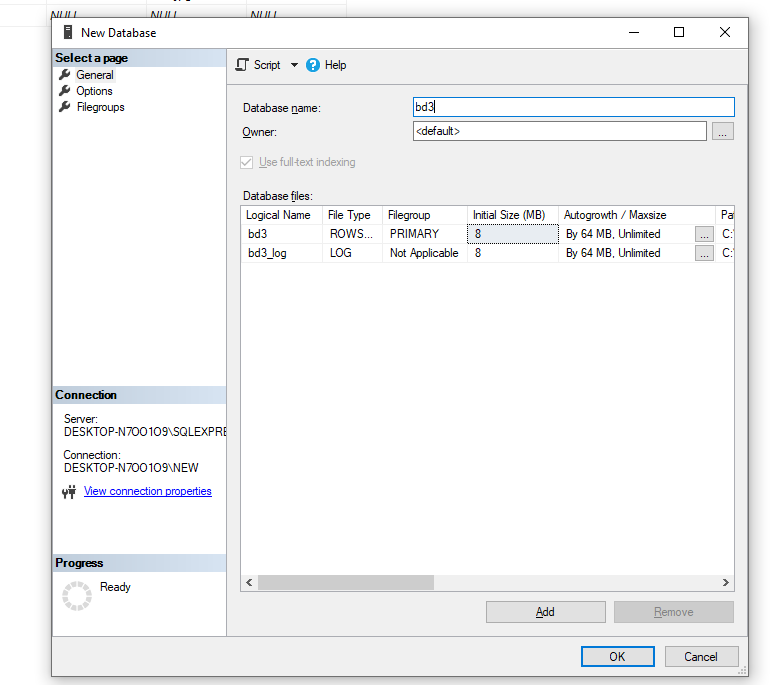 NULL NULL NULL
New Database
Select a page
General
Options
Filegroups
Script Help
Database name: bd3
Owner: <default> ...
Use full-text indexing
Database files:
Logical Name File Type Filegroup Initial Size (MB) Autogrowth / Maxsize Pa
bd3 ROWS... PRIMARY 8 By 64 MB, Unlimited ... C:\
bd3_log LOG Not Applicable 8 By 64 MB, Unlimited ... C:\
Connection
Server:
DESKTOP-N7OO1O9\SQLEXPRE
Connection:
DESKTOP-N7OO1O9\NEW
View connection properties
Progress
Ready
Add Remove
OK Cancel